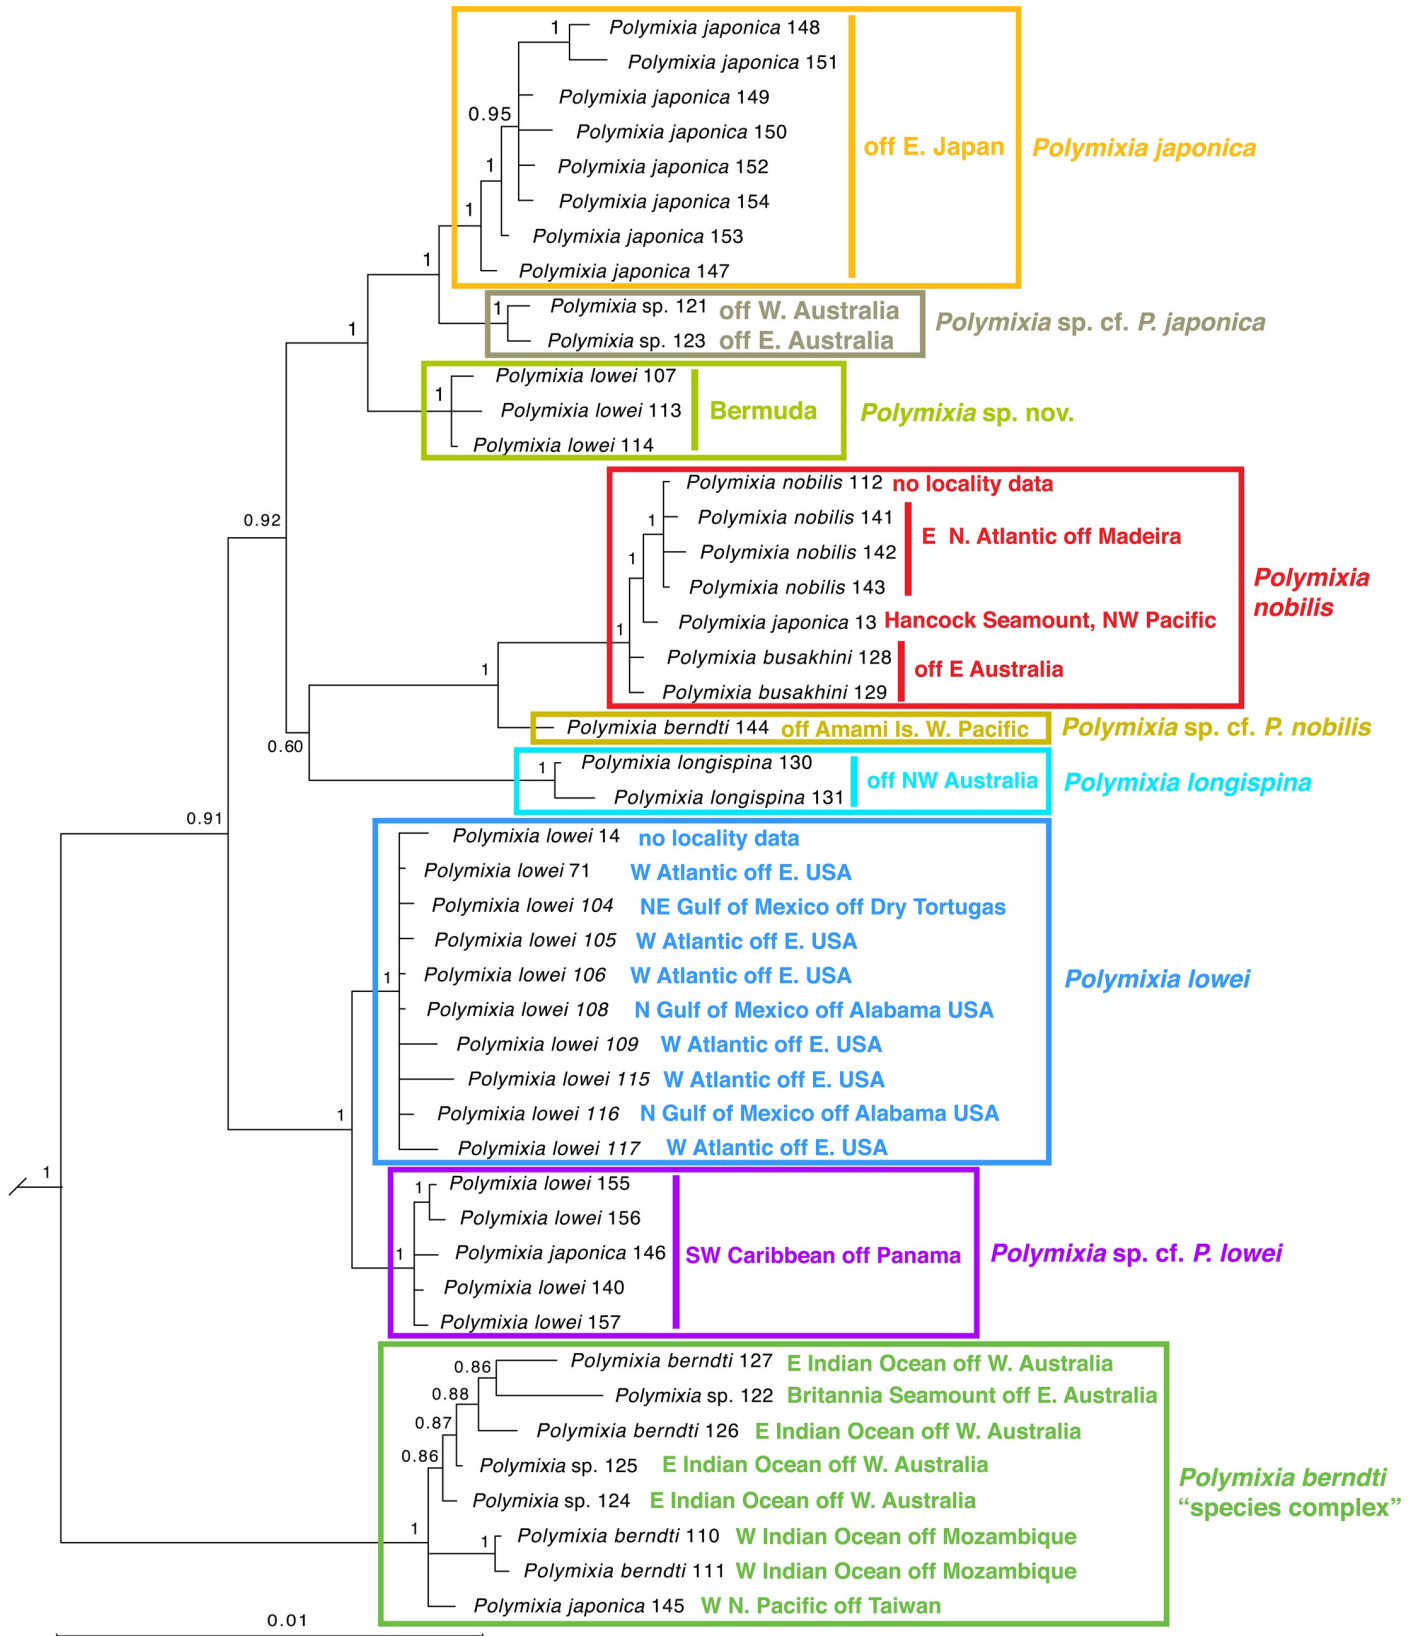 1 Polymixia japonica 148
Polymixia japonica 151
Polymixia japonica 149
0.95
Polymixia japonica 150
off E. Japan Polymixia japonica
1 Polymixia japonica 152
1 Polymixia japonica 154
Polymixia japonica 153
1 Polymixia japonica 147
1 Polymixia sp. 121 off W. Australia
Polymixia sp. cf. P. japonica
1 Polymixia sp. 123 off E. Australia
Polymixia lowei 107
1 Polymixia lowei 113 Bermuda Polymixia sp. nov.
Polymixia lowei 114
Polymixia nobilis 112 no locality data
0.92 1 Polymixia nobilis 141
E N. Atlantic off Madeira
1 Polymixia nobilis 142
Polymixia nobilis 143
Polymixia
nobilis
1 Polymixia japonica 13 Hancock Seamount, NW Pacific
1 Polymixia busakhini 128
off E Australia
Polymixia busakhini 129
Polymixia berndti 144 off Amami Is. W. Pacific Polymixia sp. cf. P. nobilis
0.60
1 Polymixia longispina 130
off NW Australia Polymixia longispina
Polymixia longispina 131
0.91
Polymixia lowei 14 no locality data
Polymixia lowei 71 W Atlantic off E. USA
Polymixia lowei 104 NE Gulf of Mexico off Dry Tortugas
Polymixia lowei 105 W Atlantic off E. USA
1 Polymixia lowei 106 W Atlantic off E. USA Polymixia lowei
Polymixia lowei 108 N Gulf of Mexico off Alabama USA
Polymixia lowei 109 W Atlantic off E. USA
Polymixia lowei 115 W Atlantic off E. USA
1 Polymixia lowei 116 N Gulf of Mexico off Alabama USA
Polymixia lowei 117 W Atlantic off E. USA
1
1 Polymixia lowei 155
Polymixia lowei 156
1 Polymixia japonica 146 SW Caribbean off Panama Polymixia sp. cf. P. lowei
Polymixia lowei 140
Polymixia lowei 157
0.86 Polymixia berndti 127 E Indian Ocean off W. Australia
0.88 Polymixia sp. 122 Britannia Seamount off E. Australia
0.87 Polymixia berndti 126 E Indian Ocean off W. Australia
0.86 Polymixia sp. 125 E Indian Ocean off W. Australia
Polymixia berndti
“species complex”
Polymixia sp. 124 E Indian Ocean off W. Australia
1 1 Polymixia berndti 110 W Indian Ocean off Mozambique
Polymixia berndti 111 W Indian Ocean off Mozambique
Polymixia japonica 145 W N. Pacific off Taiwan
0.01